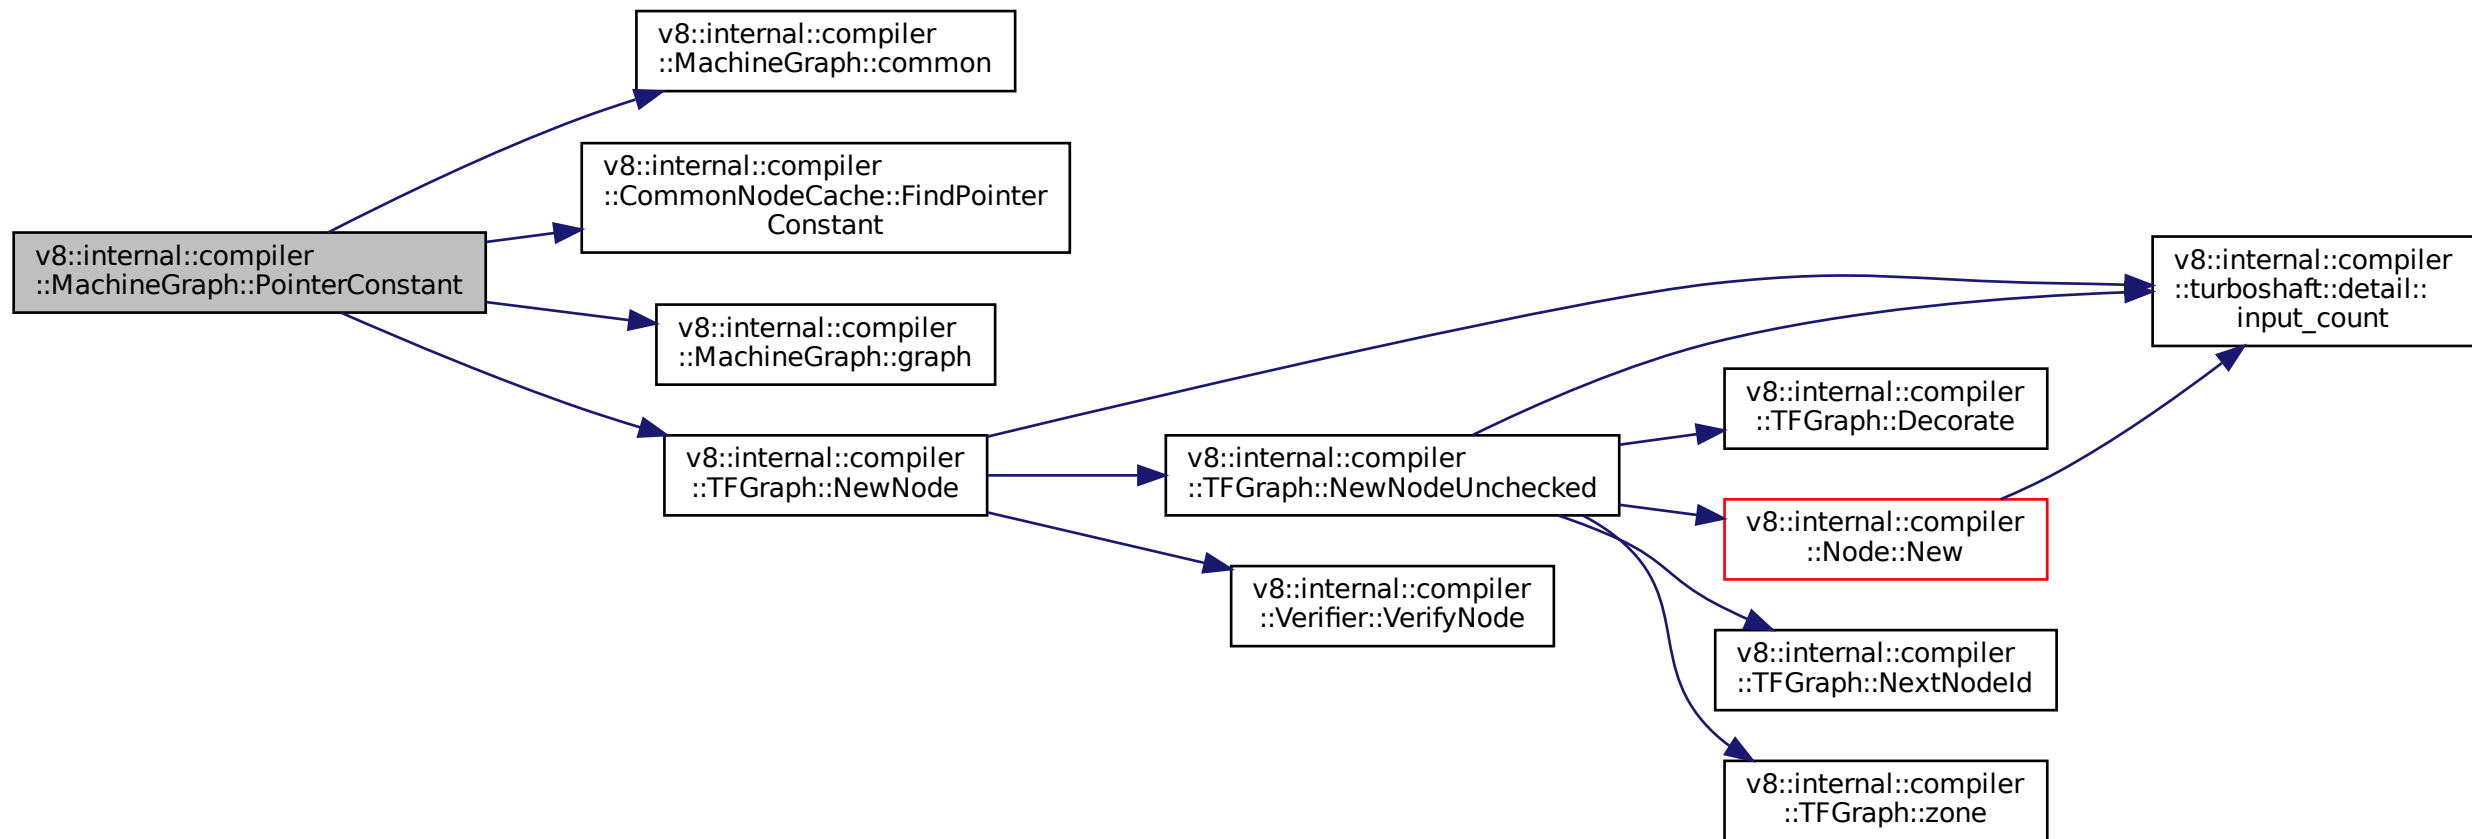 v8::internal::compiler
::MachineGraph::PointerConstant
v8::internal::compiler
::MachineGraph::common
v8::internal::compiler
::CommonNodeCache::FindPointer
Constant
v8::internal::compiler
::MachineGraph::graph
v8::internal::compiler
::TFGraph::NewNode
v8::internal::compiler
::TFGraph::NewNodeUnchecked
v8::internal::compiler
::Verifier::VerifyNode
v8::internal::compiler
::turboshaft::detail::
input_count
v8::internal::compiler
::TFGraph::Decorate
v8::internal::compiler
::Node::New
v8::internal::compiler
::TFGraph::NextNodeId
v8::internal::compiler
::TFGraph::zone